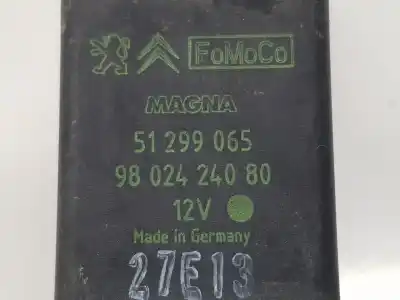 FoMoCo
MAGNA
51 299 065
98 024 240 80
12V
Made in Germany
27E13